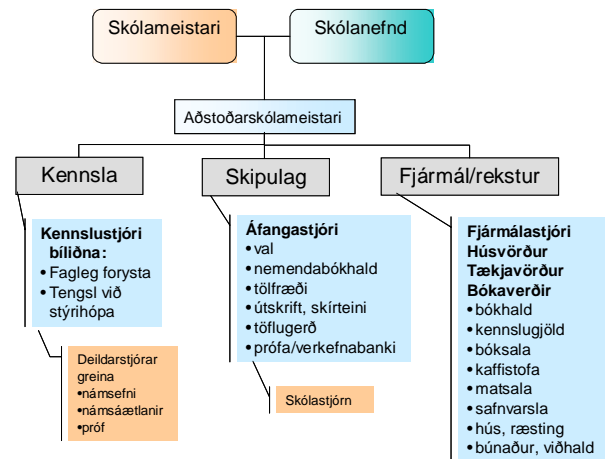 Skólameistari
Skólanefnd
Aðstoðarskólameistari
Kennsla
Skipulag
Fjármál/rekstur
Kennslustjóri
bíliðna:
• Fagleg forysta
• Tengsl við
stýrihópa
Áfangastjóri
• val
• nemendabókhald
• tölfræði
• útskrift, skírteini
• töflugerð
• prófa/verkefnabanki
Fjármálastjóri
Húsvörður
Tækjavörður
Bókaverðir
• bókhald
• kennslugjöld
• bóksala
• kaffistofa
• matsala
• safnvarsla
• hús, ræsting
• búnaður, viðhald
Deildarstjórar
greina
•námsefni
•námsáætlanir
•próf
Skólastjórn